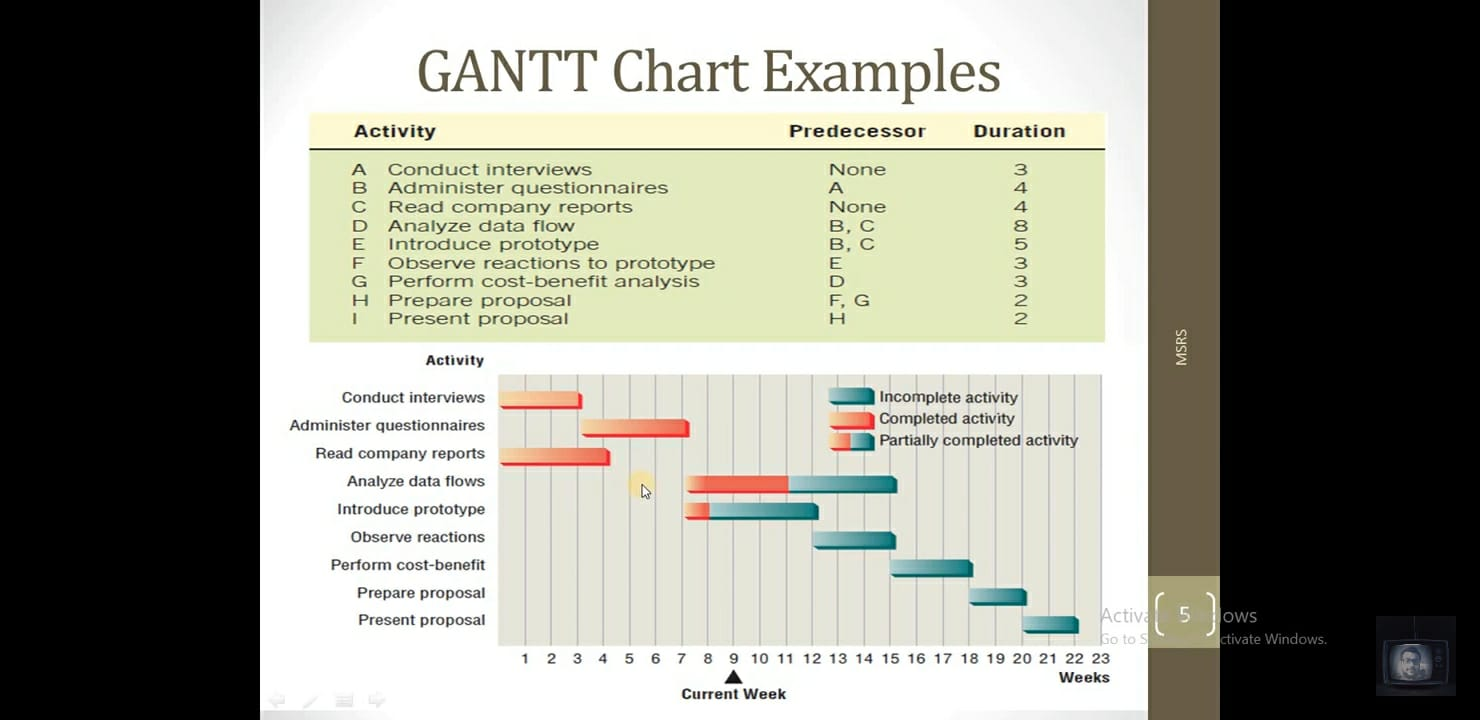 GANTT Chart Examples
Activity Predecessor Duration
A Conduct interviews None 3
B Administer questionnaires A 4
C Read company reports None 4
D Analyze data flow B, C 8
E Introduce prototype B, C 5
F Observe reactions to prototype E 3
G Perform cost-benefit analysis D 3
H Prepare proposal F, G 2
I Present proposal H 2
Activity
Conduct interviews
Administer questionnaires
Read company reports
Analyze data flows
Introduce prototype
Observe reactions
Perform cost-benefit
Prepare proposal
Present proposal
Incomplete activity
Completed activity
Partially completed activity
1 2 3 4 5 6 7 8 9 10 11 12 13 14 15 16 17 18 19 20 21 22 23
Weeks
Current Week
MSRS
5
Go to